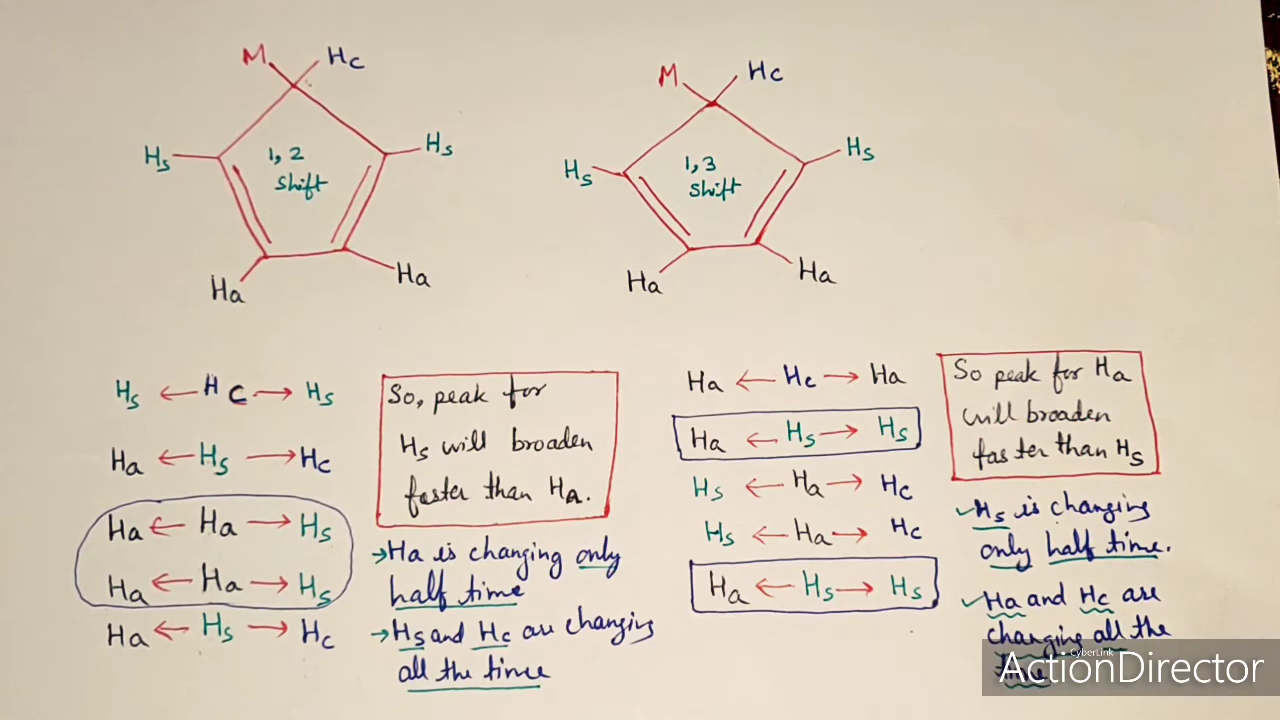 M Hc
Hs Hs
1,2
shift
Ha Ha
M Hc
Hs Hs
1,3
shift
Ha Ha
Hs ← Hc → Hs
Ha ← Hs → Hc
Ha ← Ha → Hs
Ha ← Ha → Hs
Ha ← Hs → Hc
So, peak for
Hs will broaden
faster than Ha.
→ Ha is changing only
half time
→ Hs and Hc are changing
all the time
Ha ← Hc → Ha
Ha ← Hs → Hs
Hs ← Ha → Hc
Hs ← Ha → Hc
Ha ← Hs → Hs
So peak for Ha
will broaden
faster than Hs
✓ Hs is changing
only half time.
✓ Ha and Hc are
changing all the
time
CyberLink
ActionDirector